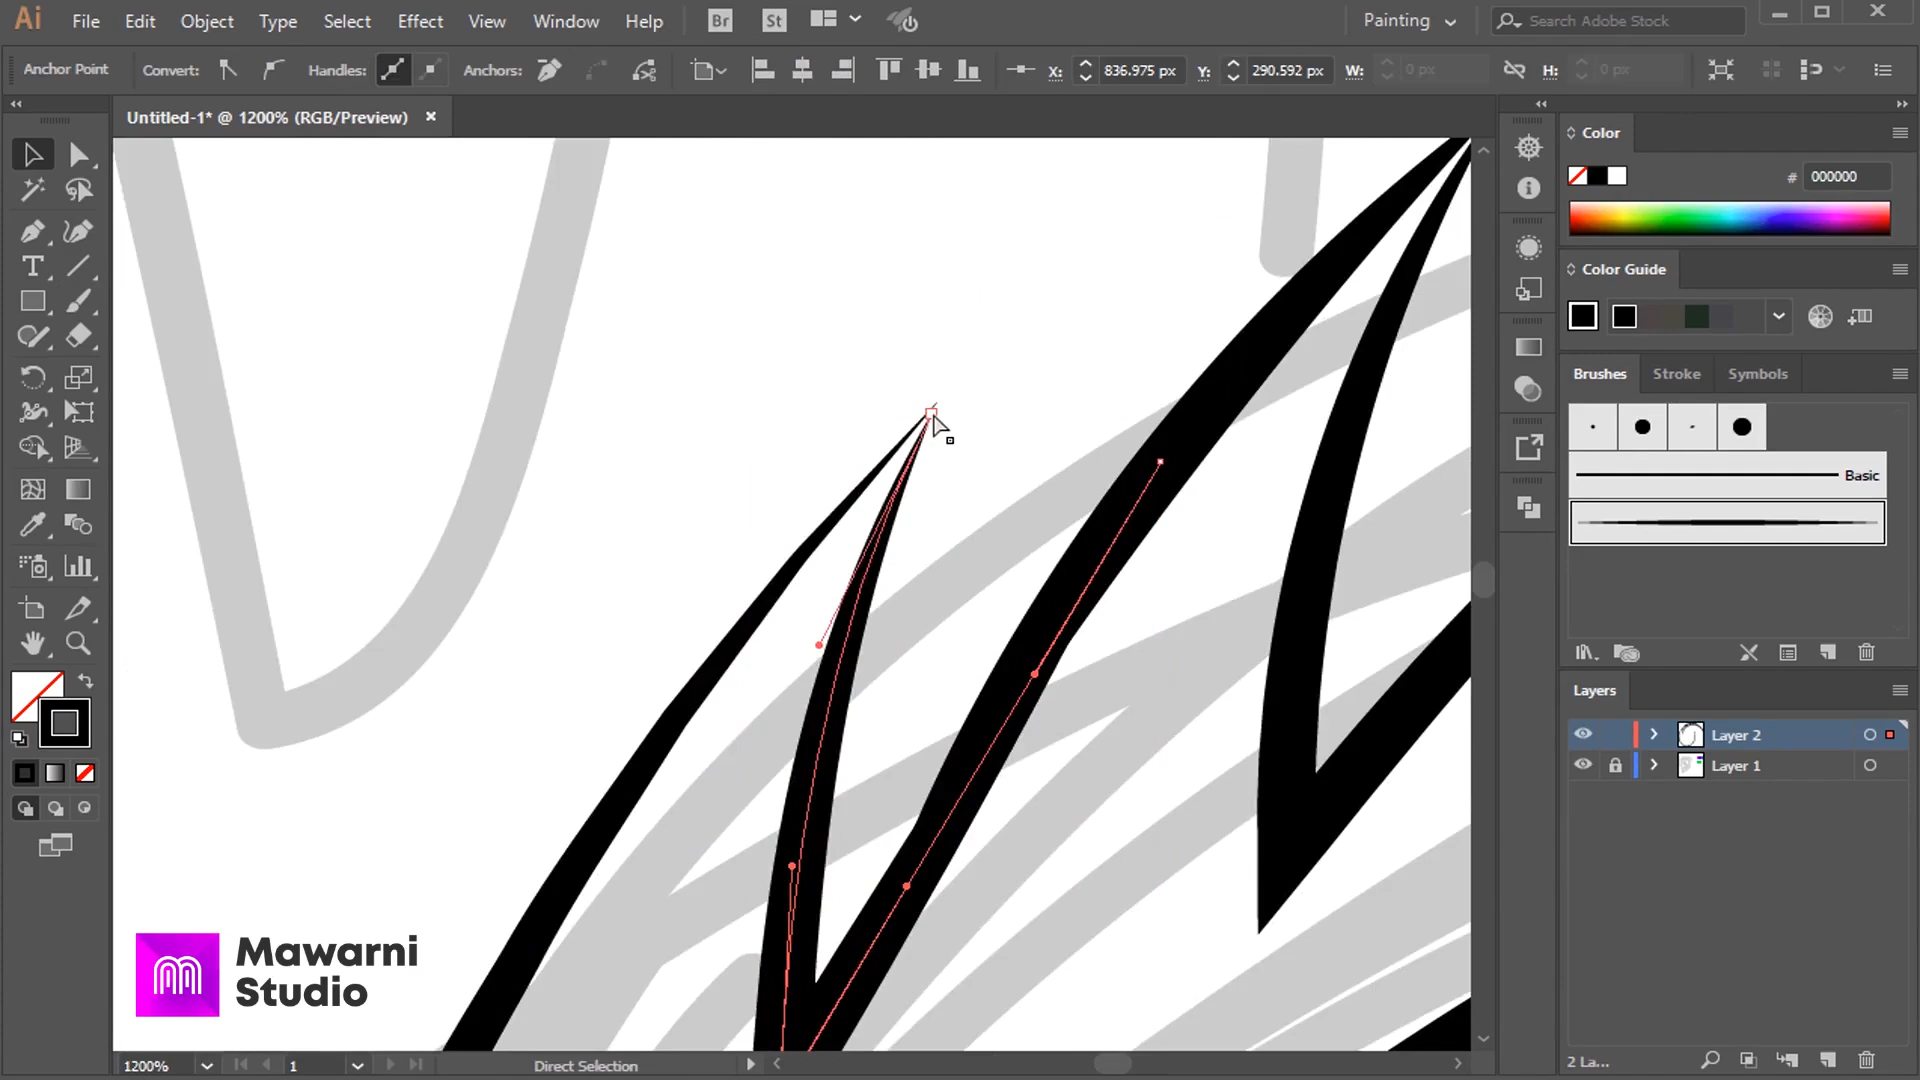 Ai File Edit Object Type Select Effect View Window Help Br St Painting Search Adobe Stock
Anchor Point Convert: Handles: Anchors: X: 836.975 px Y: 290.592 px W: 0 px H: 0 px
Untitled-1* @ 1200% (RGB/Preview)
Color
# 000000
Color Guide
Brushes Stroke Symbols
Basic
Layers
Layer 2
Layer 1
Mawarni
Studio
1200% 1 Direct Selection 2 La...